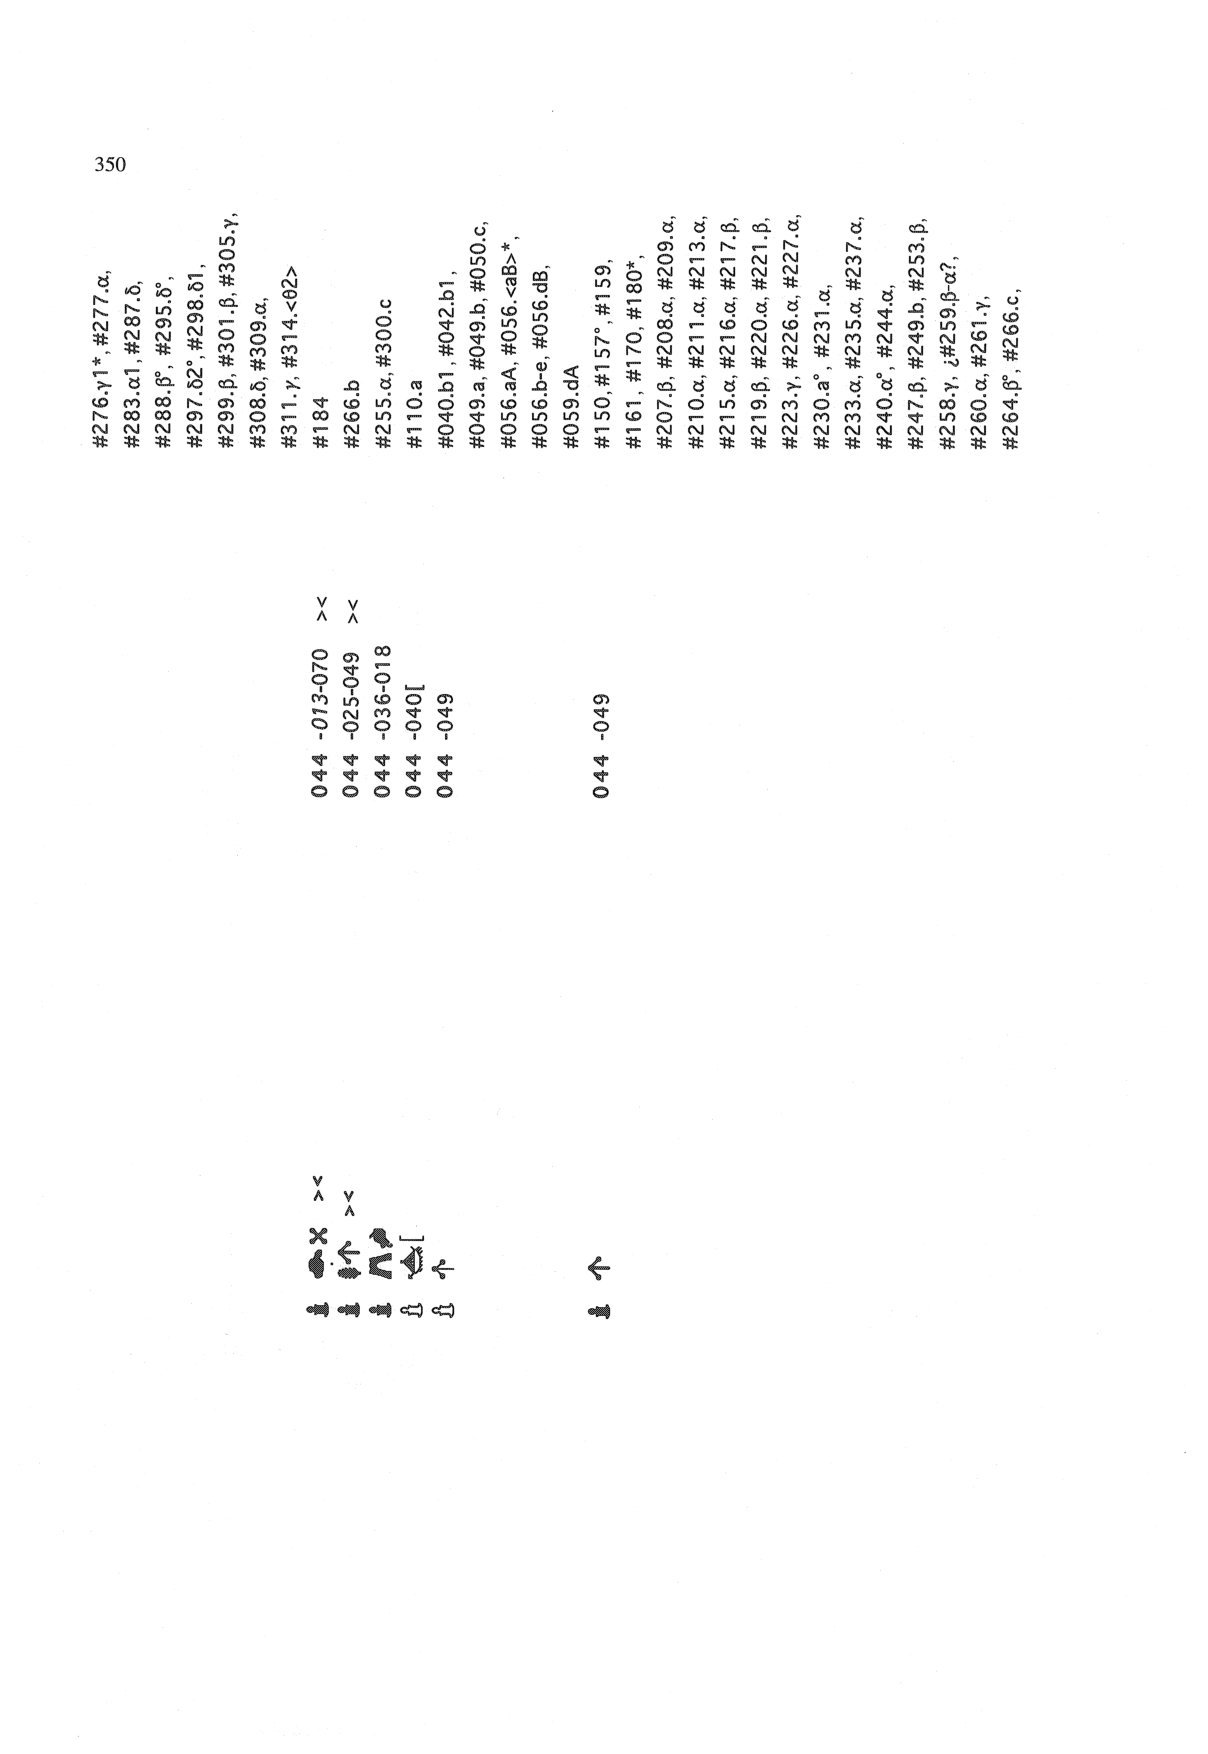 350
#276.γ1*, #277.α,
#283.α1, #287.δ,
#288.β°, #295.δ°,
#297.δ2°, #298.δ1,
#299.β, #301.β, #305.γ,
#308.δ, #309.α,
#311.γ, #314.<θ2>
044 -013-070 >< #184
044 -025-049 >< #266.b
044 -036-018 #255.α, #300.c
044 -040[ #110.a
044 -049 #040.b1, #042.b1,
#049.a, #049.b, #050.c,
#056.aA, #056.<aB>*,
#056.b-e, #056.dB,
#059.dA
044 -049 #150, #157°, #159,
#161, #170, #180*,
#207.β, #208.α, #209.α,
#210.α, #211.α, #213.α,
#215.α, #216.α, #217.β,
#219.β, #220.α, #221.β,
#223.γ, #226.α, #227.α,
#230.a°, #231.α,
#233.α, #235.α, #237.α,
#240.α°, #244.α,
#247.β, #249.b, #253.β,
#258.γ, ¿#259.β-α?,
#260.α, #261.γ,
#264.β°, #266.c,